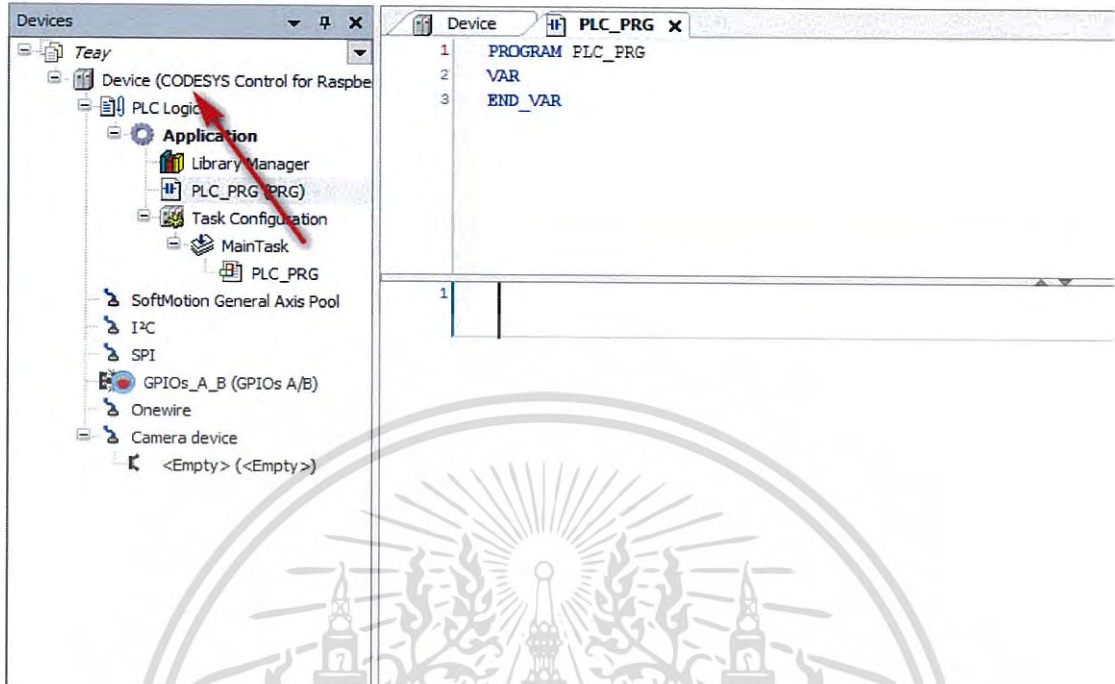 Devices
Teay
Device (CODESYS Control for Raspbe
PLC Logic
Application
Library Manager
PLC_PRG (PRG)
Task Configuration
MainTask
PLC_PRG
SoftMotion General Axis Pool
I²C
SPI
GPIOs_A_B (GPIOs A/B)
Onewire
Camera device
<Empty> (<Empty>)
Device
PLC_PRG
1 PROGRAM PLC_PRG
2 VAR
3 END_VAR
1